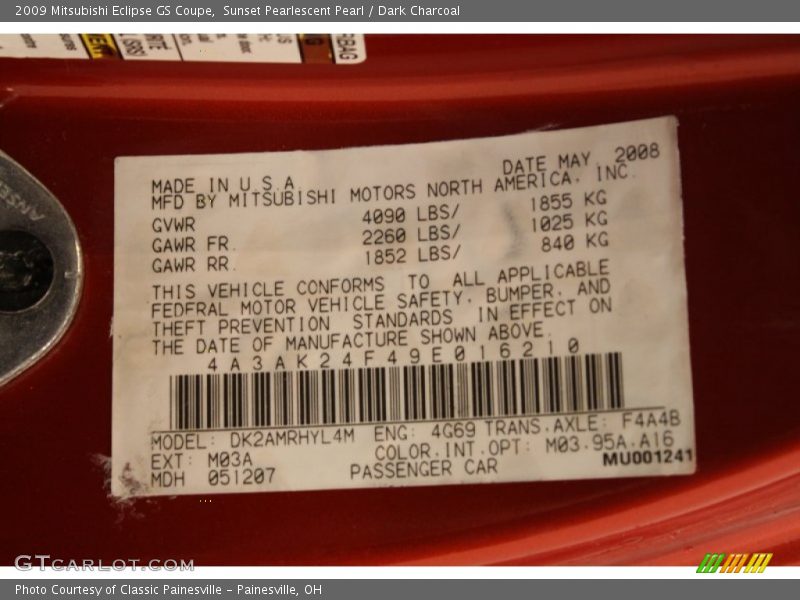 2009 Mitsubishi Eclipse GS Coupe, Sunset Pearlescent Pearl / Dark Charcoal
MADE IN U.S.A. DATE MAY 2008
MFD BY MITSUBISHI MOTORS NORTH AMERICA, INC.
GVWR 4090 LBS/ 1855 KG
GAWR FR. 2260 LBS/ 1025 KG
GAWR RR. 1852 LBS/ 840 KG
THIS VEHICLE CONFORMS TO ALL APPLICABLE
FEDFRAL MOTOR VEHICLE SAFETY, BUMPER, AND
THEFT PREVENTION STANDARDS IN EFFECT ON
THE DATE OF MANUFACTURE SHOWN ABOVE.
4A3AK24F49E016210
MODEL: DK2AMRHYL4M ENG: 4G69 TRANS.AXLE: F4A4B
EXT: M03A COLOR.INT.OPT: M03.95A.A16
MDH 051207 PASSENGER CAR MU001241
GTCARLOT.COM
Photo Courtesy of Classic Painesville - Painesville, OH